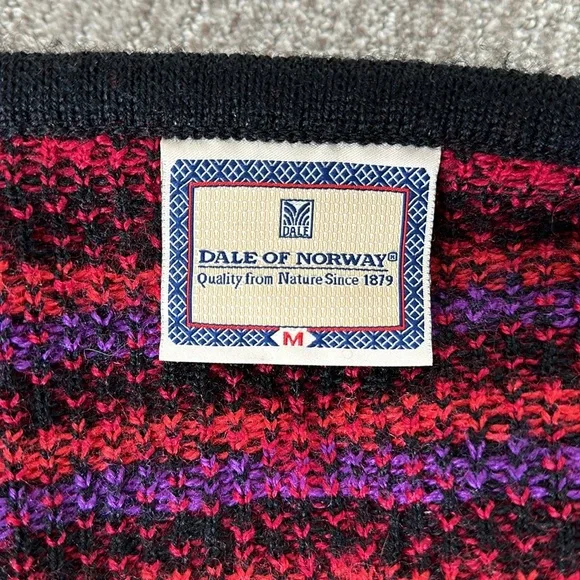 DALE
DALE OF NORWAY®
Quality from Nature Since 1879
M